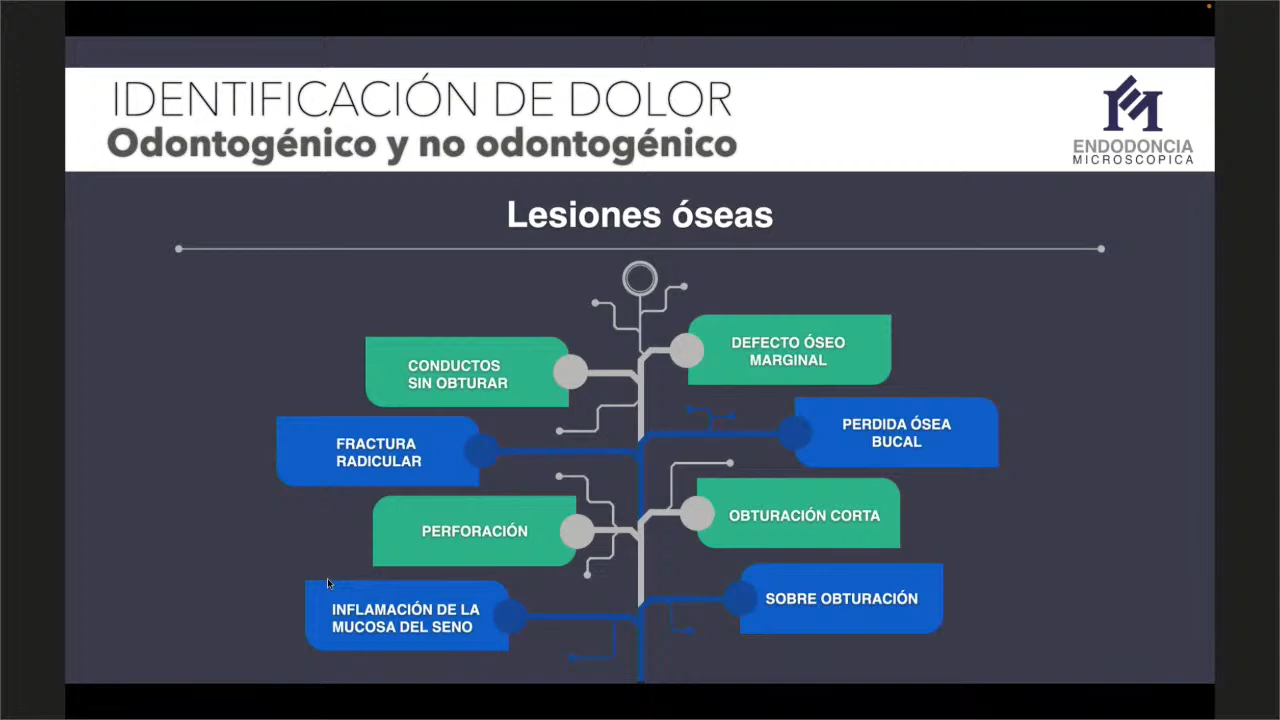 IDENTIFICACIÓN DE DOLOR
Odontogénico y no odontogénico
ENDODONCIA
MICROSCOPICA
Lesiones óseas
CONDUCTOS
SIN OBTURAR
DEFECTO ÓSEO
MARGINAL
FRACTURA
RADICULAR
PERDIDA ÓSEA
BUCAL
PERFORACIÓN
OBTURACIÓN CORTA
INFLAMACIÓN DE LA
MUCOSA DEL SENO
SOBRE OBTURACIÓN